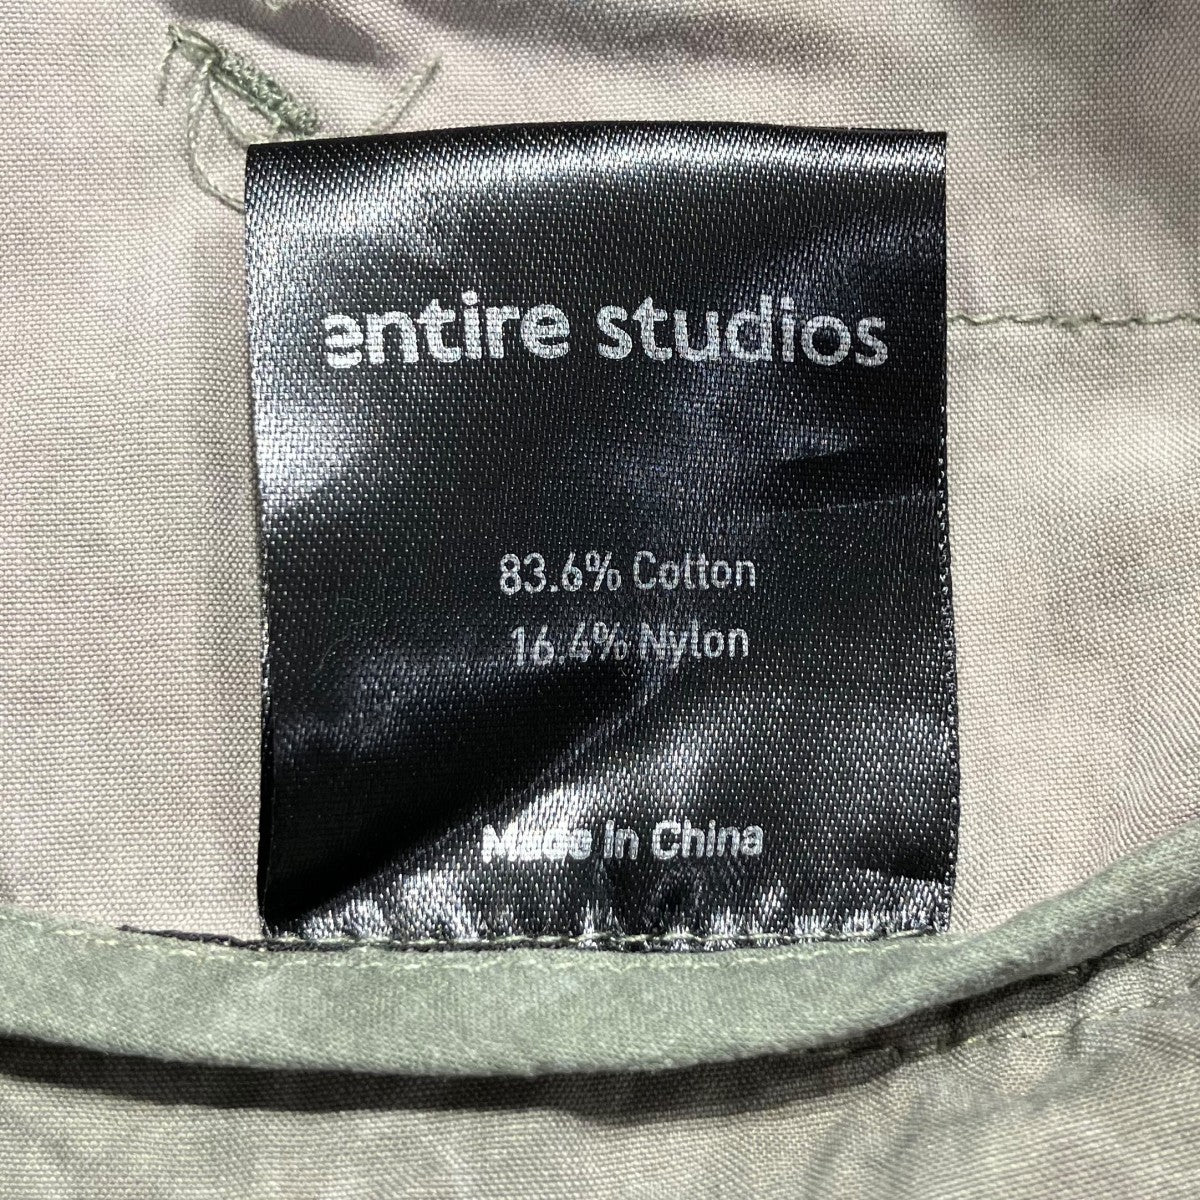 entire studios
83.6% Cotton
16.4% Nylon
Made in China